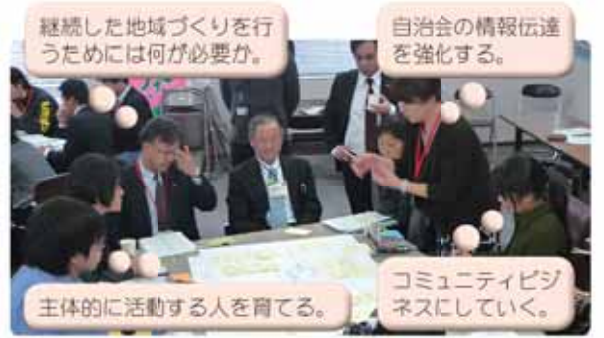 継続した地域づくりを行
うためには何が必要か。
自治会の情報伝達
を強化する。
主体的に活動する人を育てる。
コミュニティビジ
ネスにしていく。